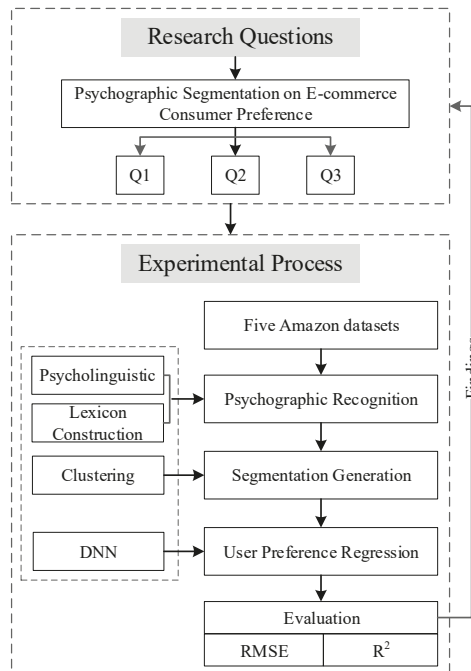 Research Questions
Psychographic Segmentation on E-commerce
Consumer Preference
Q1
Q2
Q3
Experimental Process
Five Amazon datasets
Psycholinguistic
Lexicon
Construction
Psychographic Recognition
Clustering
Segmentation Generation
DNN
User Preference Regression
Evaluation
RMSE
R²